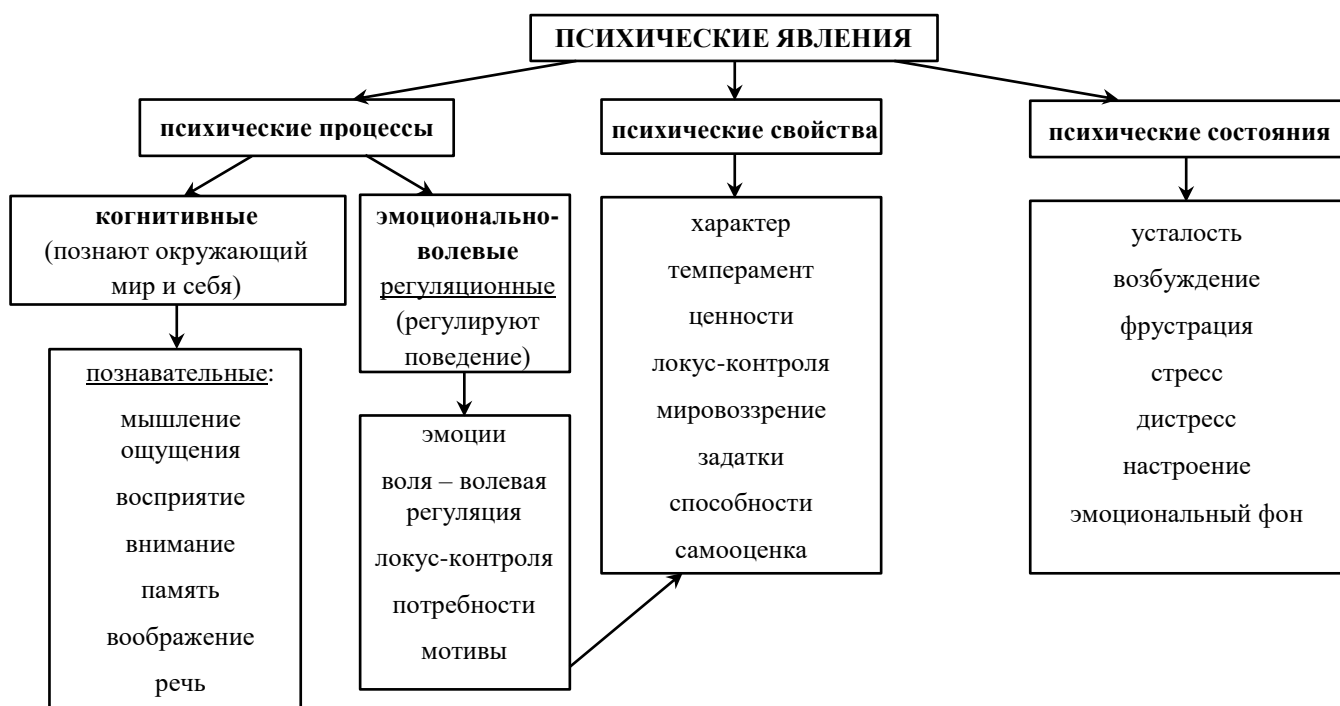 ПСИХИЧЕСКИЕ ЯВЛЕНИЯ
психические процессы
психические свойства
психические состояния
когнитивные
(познают окружающий
мир и себя)
эмоционально-
волевые
регуляционные
(регулируют
поведение)
познавательные:
мышление
ощущения
восприятие
внимание
память
воображение
речь
эмоции
воля – волевая
регуляция
локус-контроля
потребности
мотивы
характер
темперамент
ценности
локус-контроля
мировоззрение
задатки
способности
самооценка
усталость
возбуждение
фрустрация
стресс
дистресс
настроение
эмоциональный фон